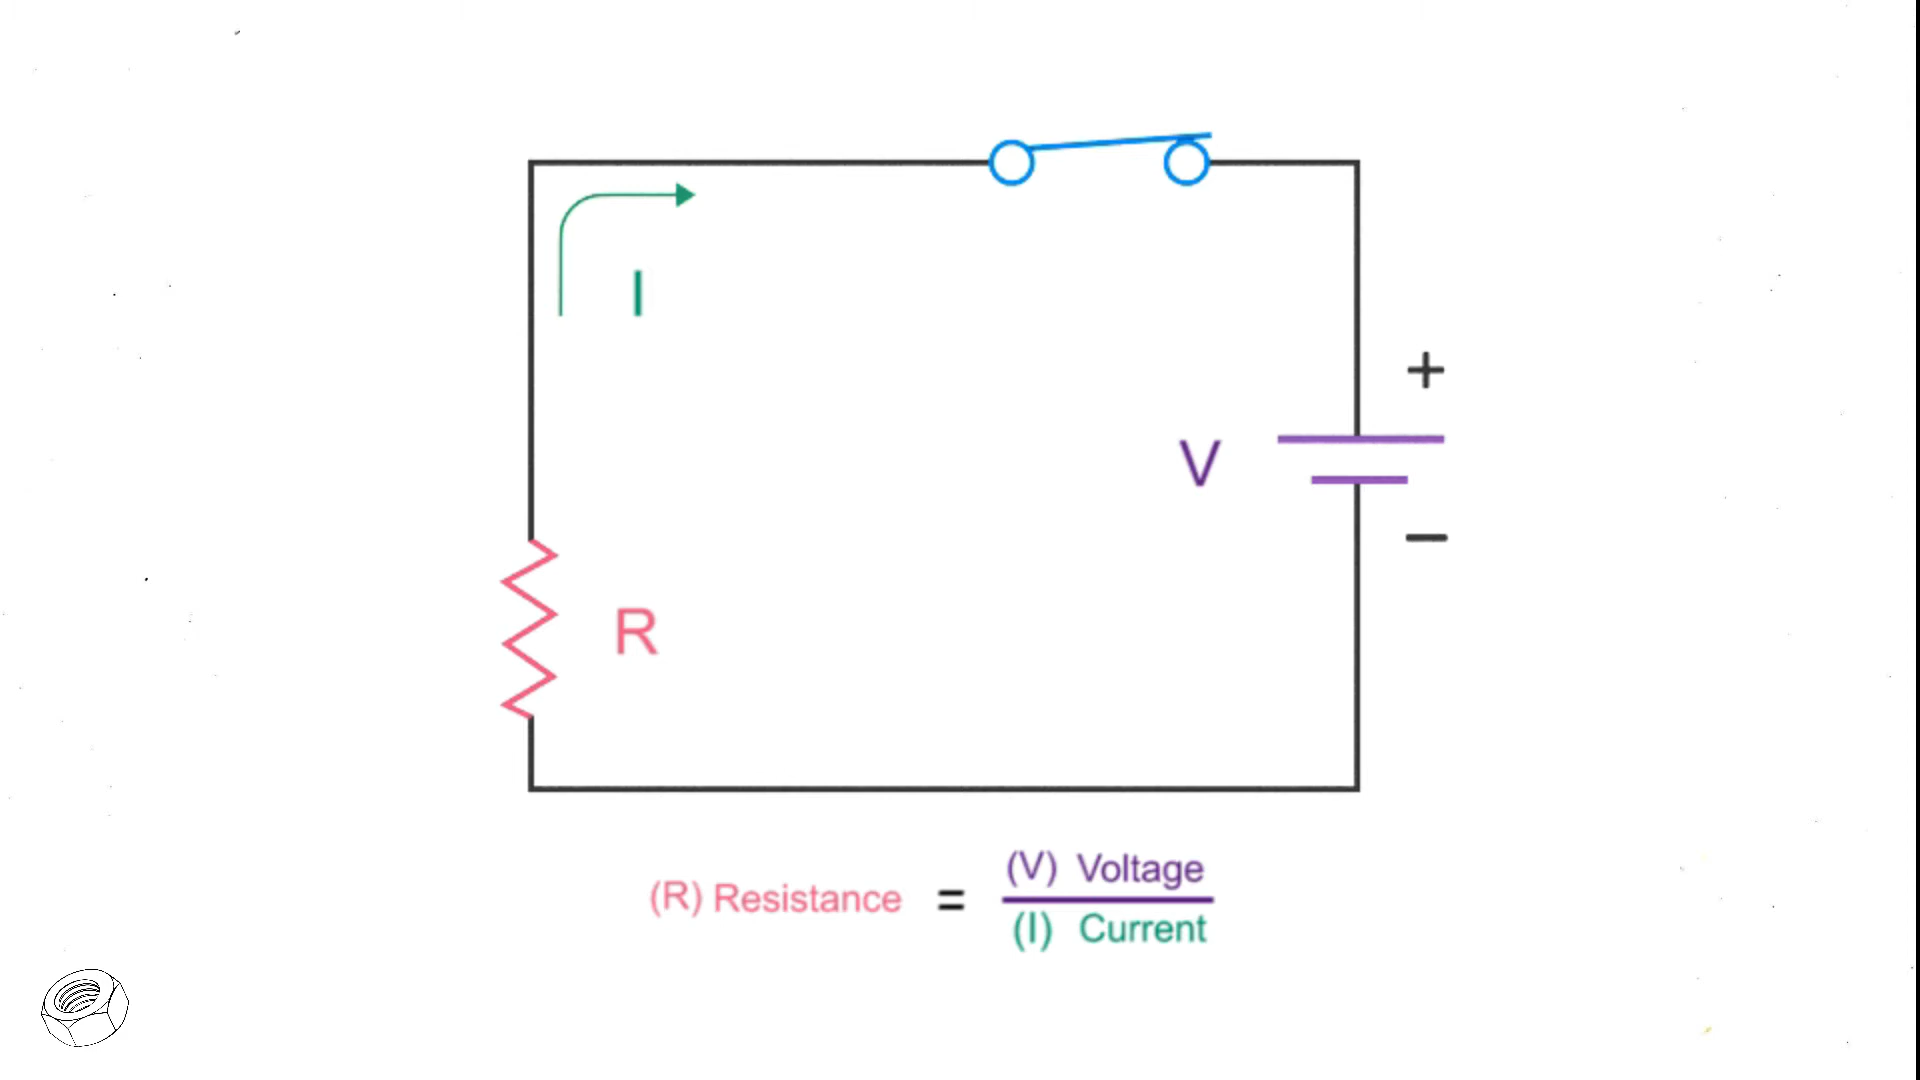 I
+
V
−
R
(R) Resistance = (V) Voltage
(I) Current